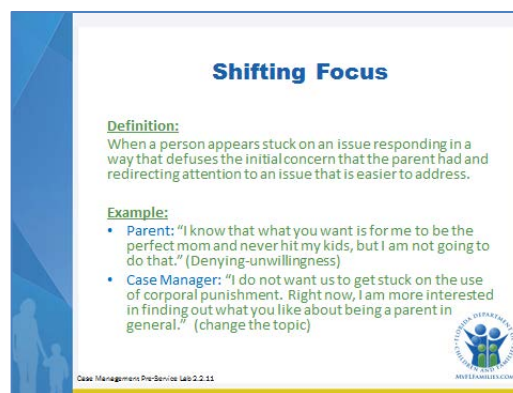 Shifting Focus
Definition:
When a person appears stuck on an issue responding in a
way that defuses the initial concern that the parent had and
redirecting attention to an issue that is easier to address.
Example:
• Parent: “I know that what you want is for me to be the
perfect mom and never hit my kids, but I am not going to
do that.” (Denying-unwillingness)
• Case Manager: “I do not want us to get stuck on the use
of corporal punishment. Right now, I am more interested
in finding out what you like about being a parent in
general.” (change the topic)
FLORIDA DEPARTMENT
CHILDREN AND FAMILIES
MYFLFAMILIES.COM
Case Management Pre-Service Lab 2.2.11